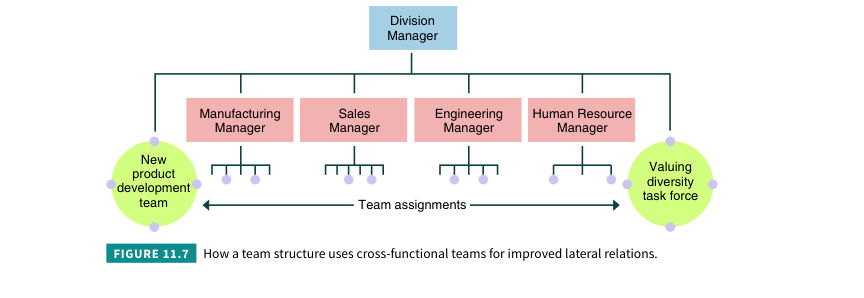 Division
Manager
Manufacturing
Manager
Sales
Manager
Engineering
Manager
Human Resource
Manager
New
product
development
team
Valuing
diversity
task force
Team assignments
FIGURE 11.7 How a team structure uses cross-functional teams for improved lateral relations.